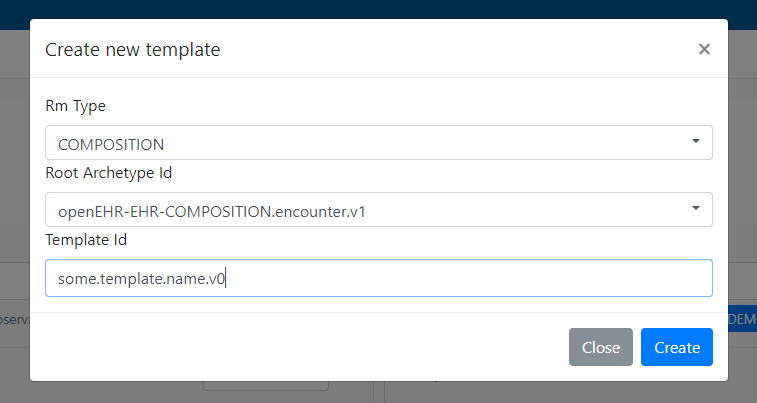 Create new template
×
Rm Type
COMPOSITION
Root Archetype Id
openEHR-EHR-COMPOSITION.encounter.v1
Template Id
some.template.name.v0
Close
Create
DEM